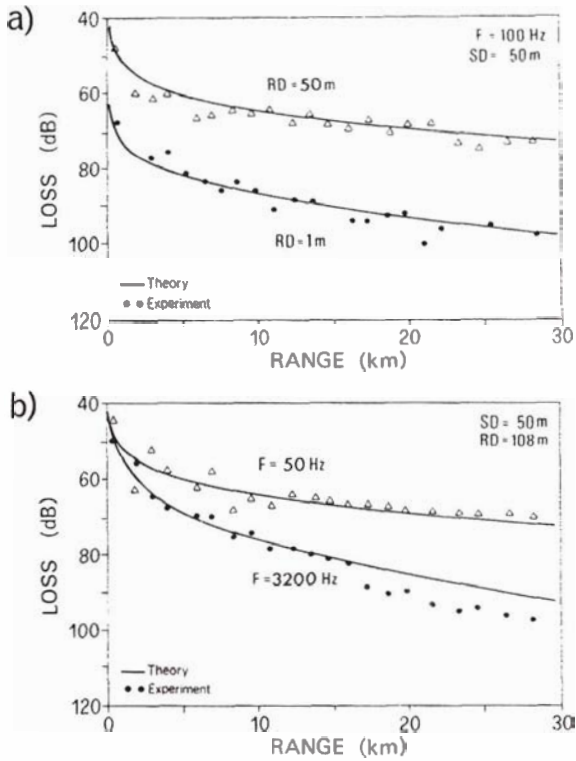 a)
F = 100 Hz
SD = 50 m
RD = 50 m
RD = 1 m
LOSS (dB)
40
60
80
100
120
Theory
Experiment
0
10
20
30
RANGE (km)
b)
SD = 50 m
RD = 108 m
F = 50 Hz
F = 3200 Hz
LOSS (dB)
40
60
80
100
120
Theory
Experiment
0
10
20
30
RANGE (km)